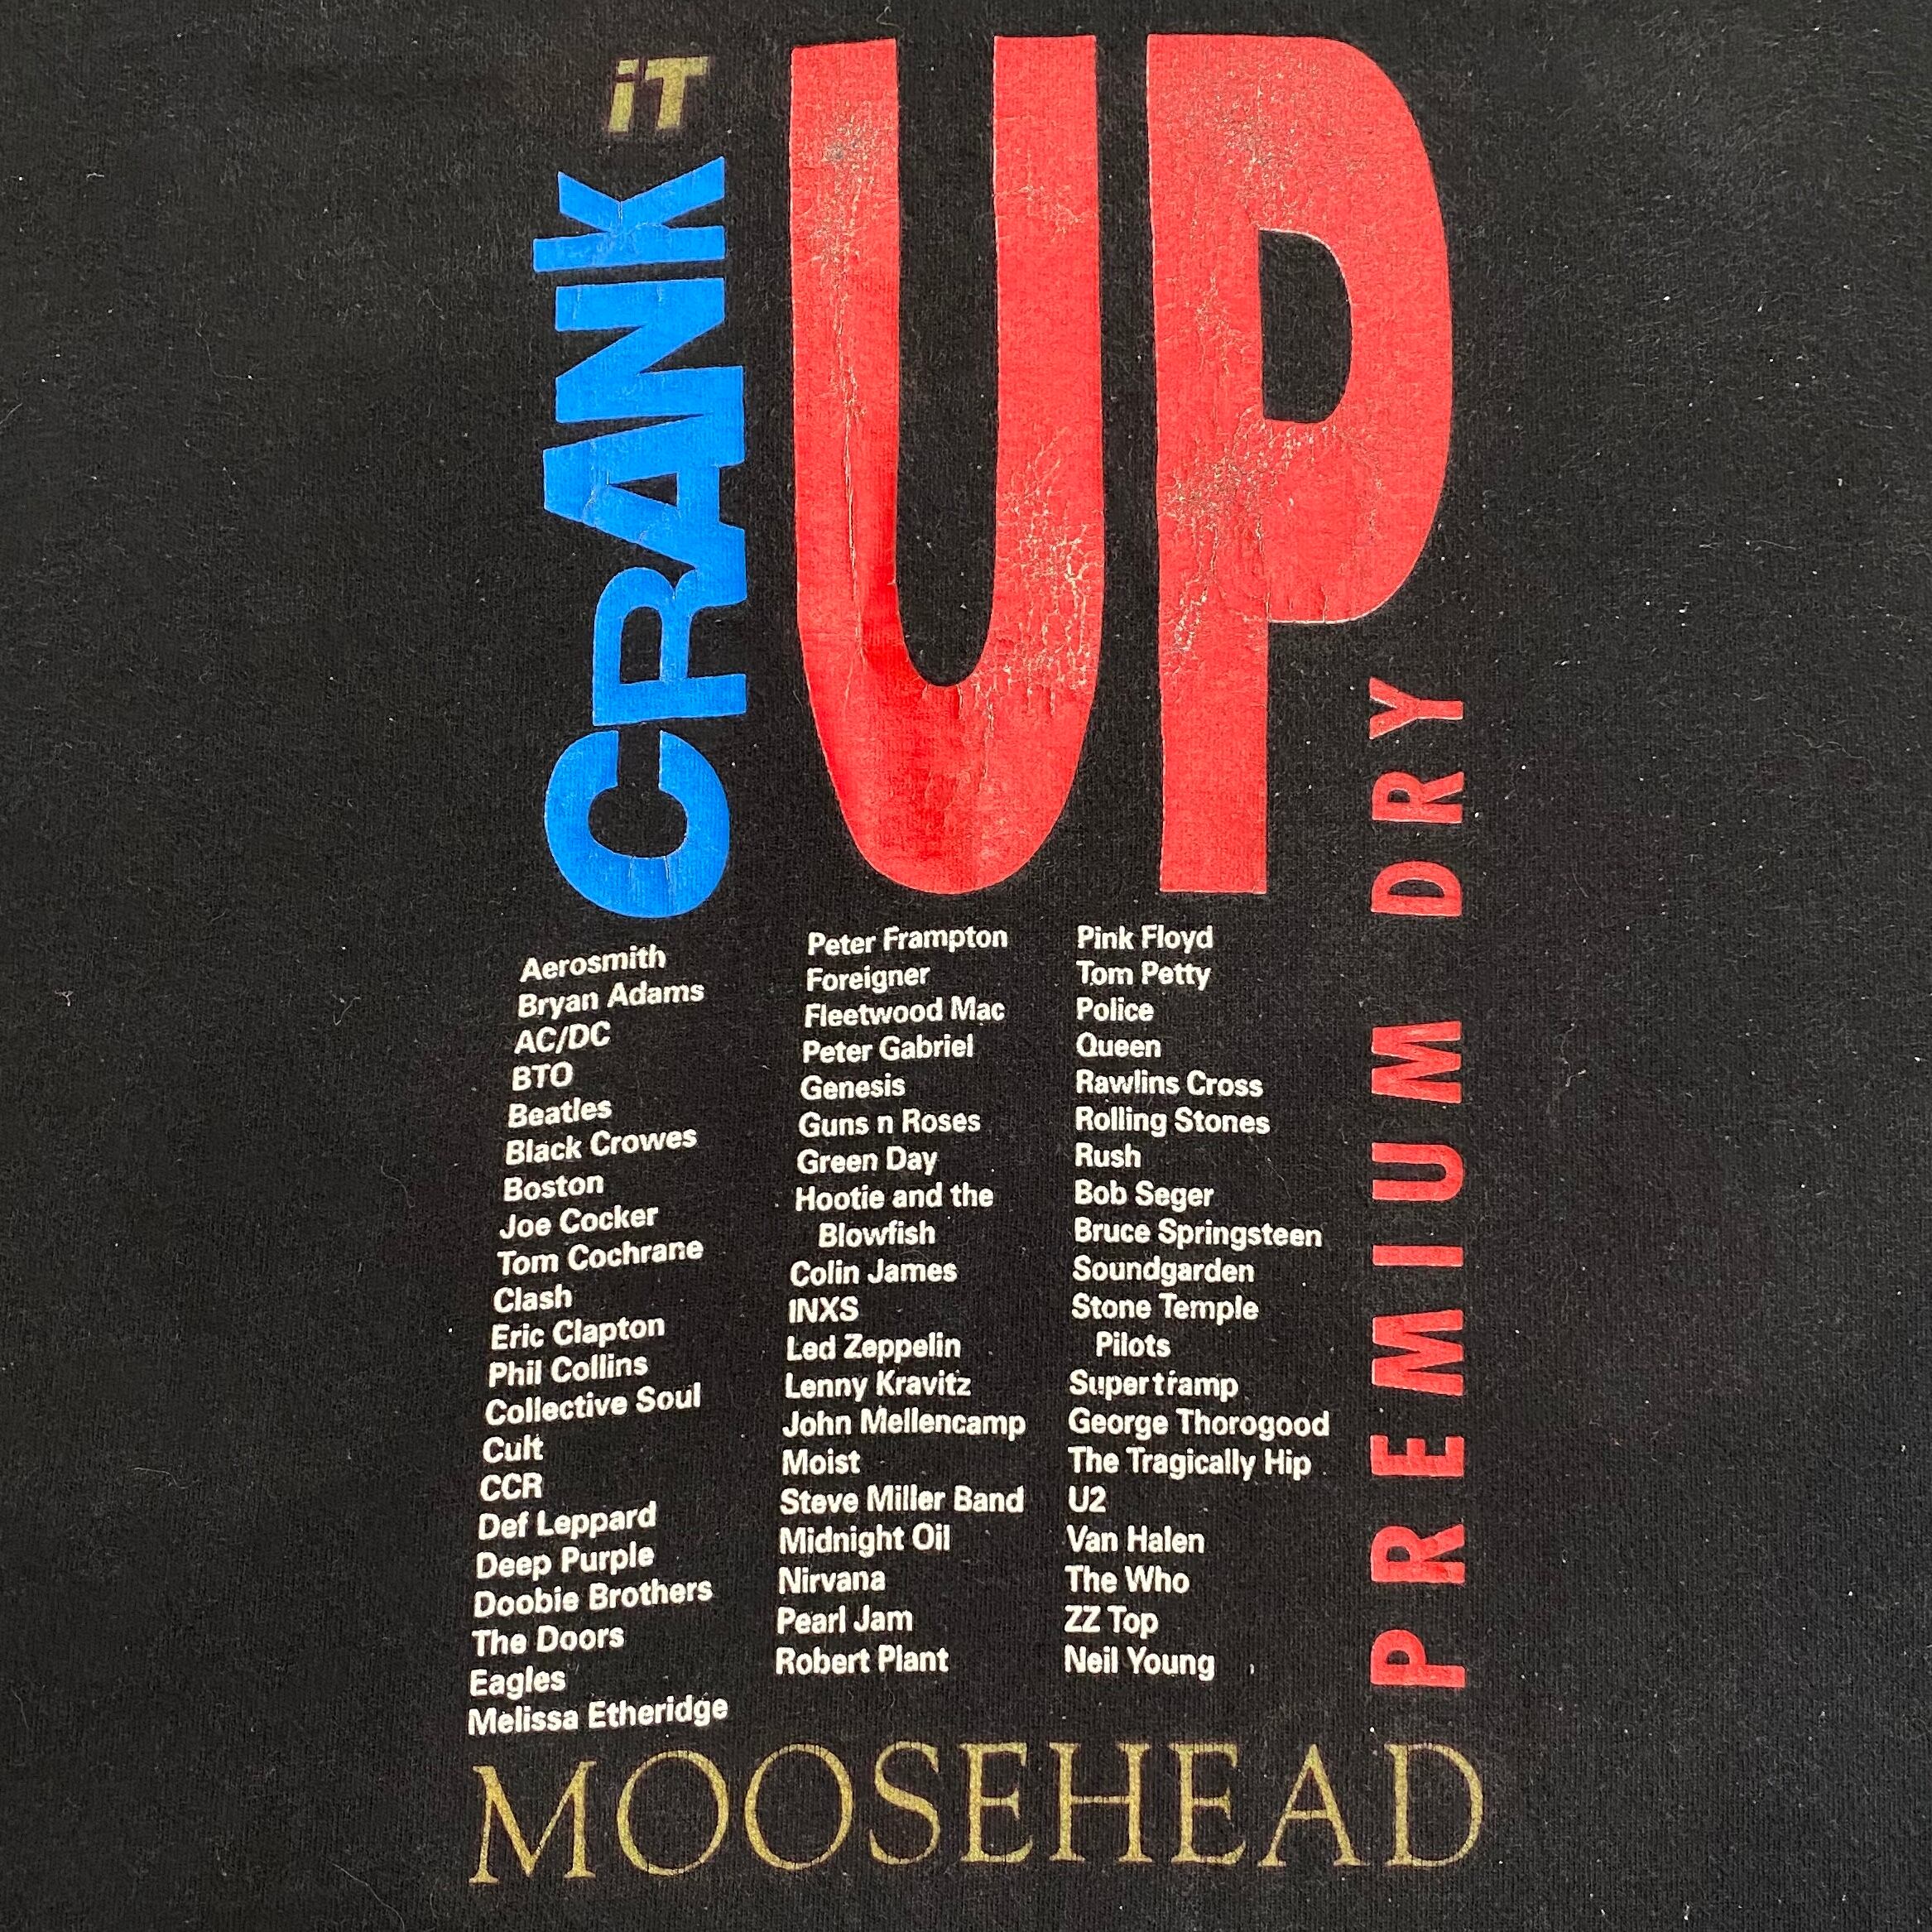 CRANK iT
UP
Aerosmith
Bryan Adams
AC/DC
BTO
Beatles
Black Crowes
Boston
Joe Cocker
Tom Cochrane
Clash
Eric Clapton
Phil Collins
Collective Soul
Cult
CCR
Def Leppard
Deep Purple
Doobie Brothers
The Doors
Eagles
Melissa Etheridge
Peter Frampton
Foreigner
Fleetwood Mac
Peter Gabriel
Genesis
Guns n Roses
Green Day
Hootie and the
Blowfish
Colin James
INXS
Led Zeppelin
Lenny Kravitz
John Mellencamp
Moist
Steve Miller Band
Midnight Oil
Nirvana
Pearl Jam
Robert Plant
Pink Floyd
Tom Petty
Police
Queen
Rawlins Cross
Rolling Stones
Rush
Bob Seger
Bruce Springsteen
Soundgarden
Stone Temple
Pilots
Supertramp
George Thorogood
The Tragically Hip
U2
Van Halen
The Who
ZZ Top
Neil Young
PREMIUM DRY
MOOSEHEAD